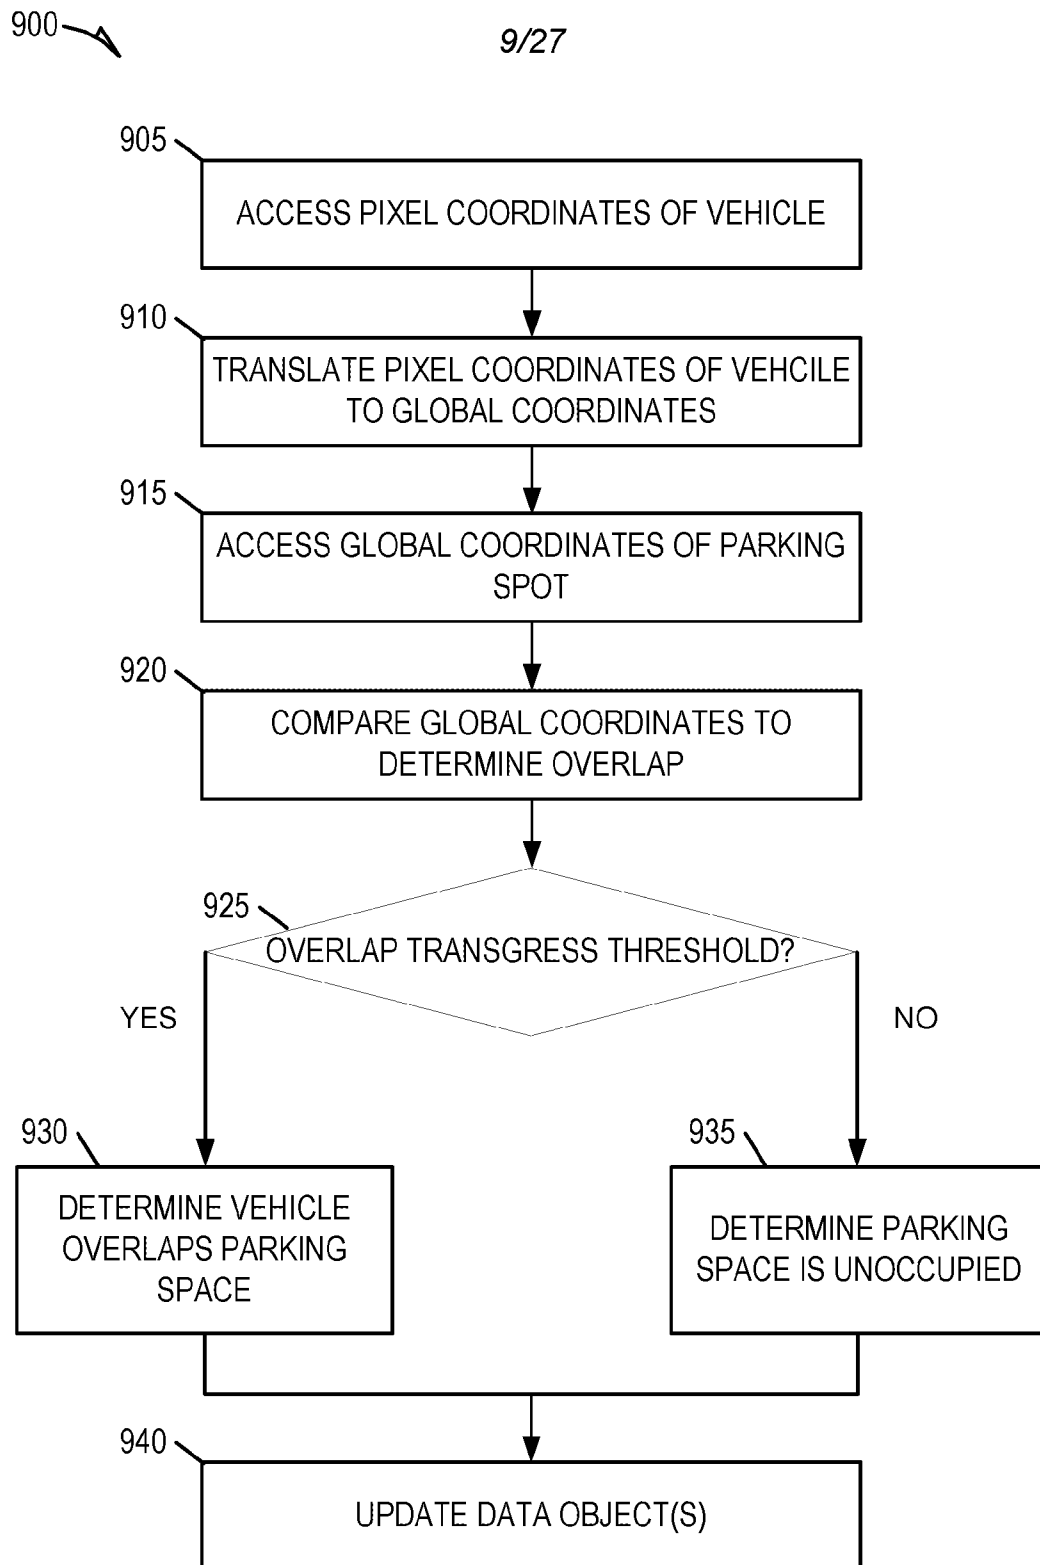 900
9/27
905
ACCESS PIXEL COORDINATES OF VEHICLE
910
TRANSLATE PIXEL COORDINATES OF VEHCILE
TO GLOBAL COORDINATES
915
ACCESS GLOBAL COORDINATES OF PARKING
SPOT
920
COMPARE GLOBAL COORDINATES TO
DETERMINE OVERLAP
925
OVERLAP TRANSGRESS THRESHOLD?
YES
NO
930
DETERMINE VEHICLE
OVERLAPS PARKING
SPACE
935
DETERMINE PARKING
SPACE IS UNOCCUPIED
940
UPDATE DATA OBJECT(S)